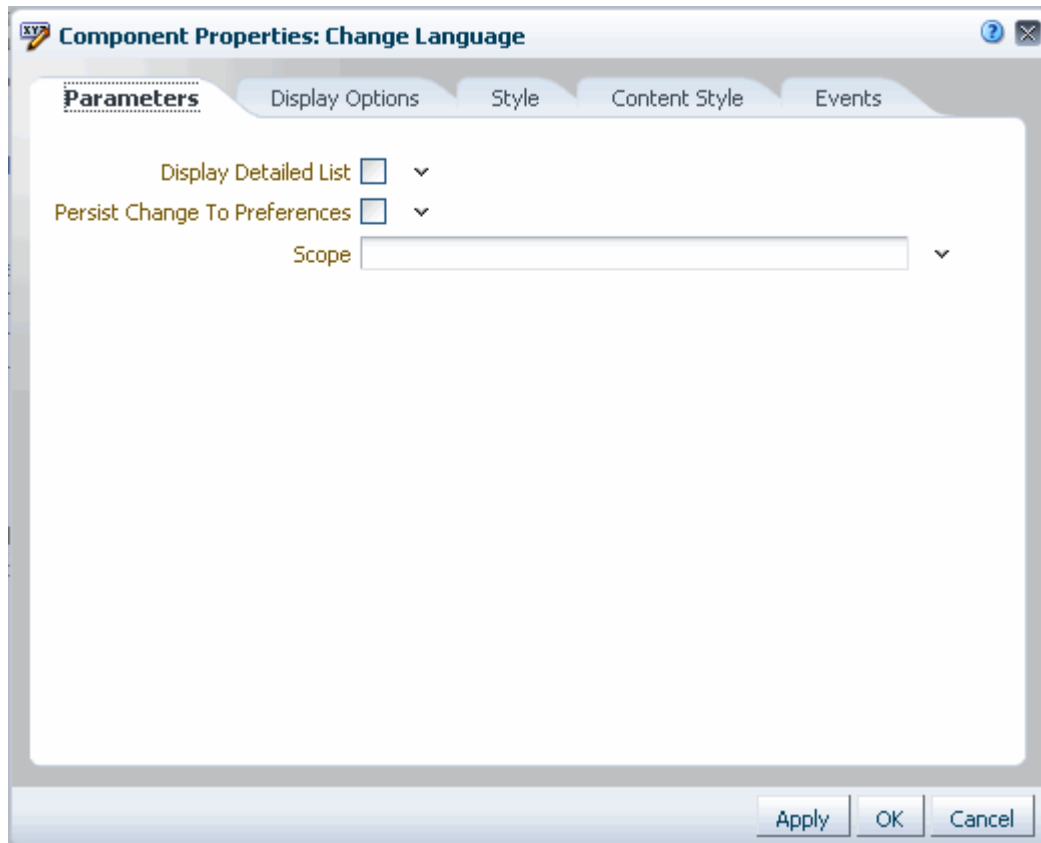 Component Properties: Change Language
Parameters Display Options Style Content Style Events
Display Detailed List
Persist Change To Preferences
Scope
Apply OK Cancel